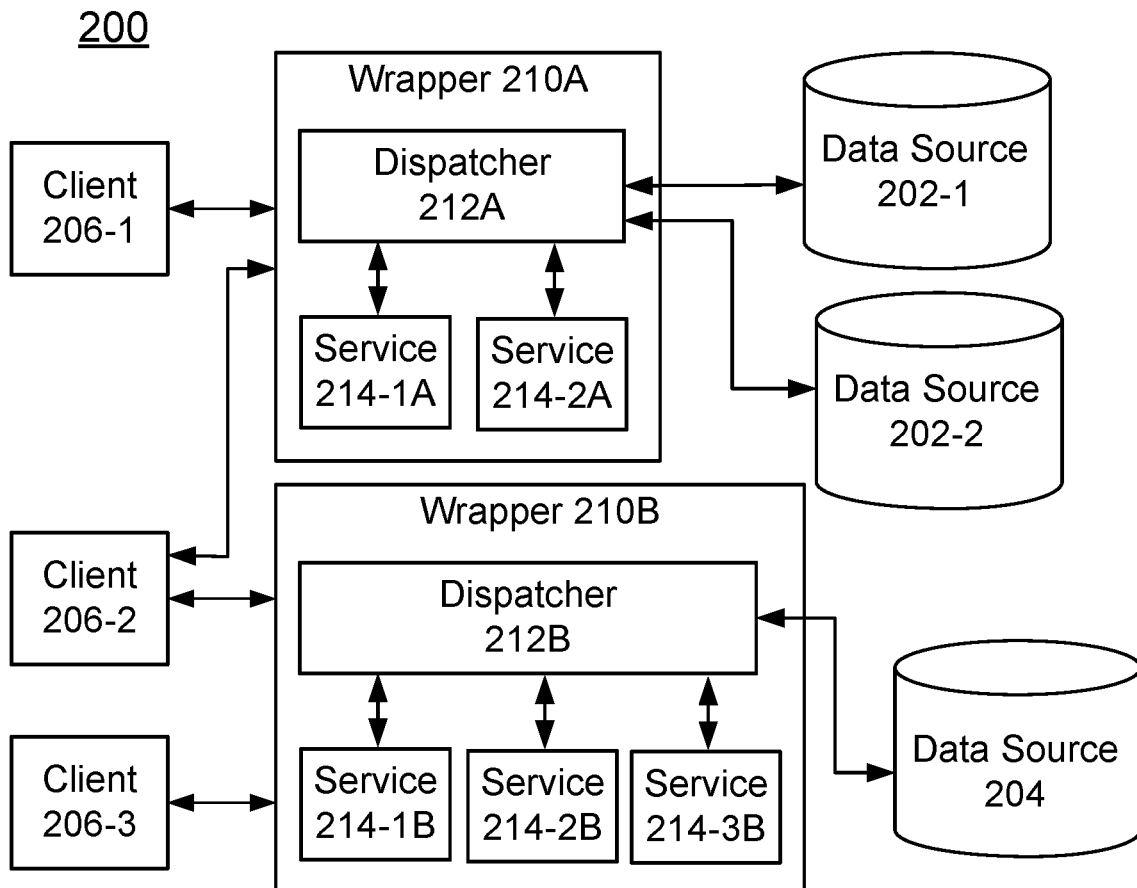 200
Wrapper 210A
Dispatcher
212A
Service
214-1A
Service
214-2A
Client
206-1
Data Source
202-1
Data Source
202-2
Wrapper 210B
Dispatcher
212B
Service
214-1B
Service
214-2B
Service
214-3B
Client
206-2
Client
206-3
Data Source
204